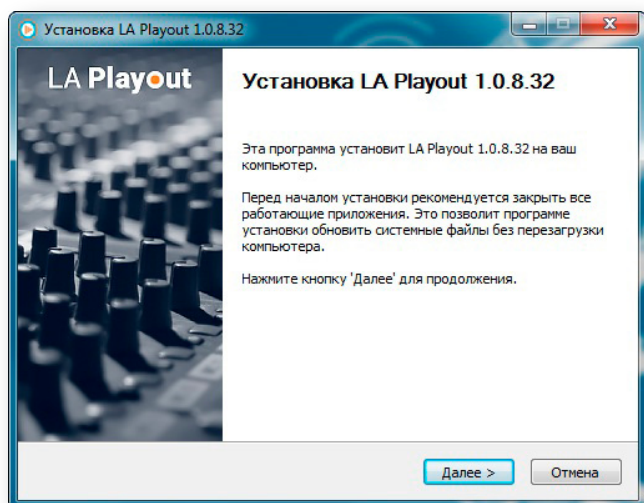 Установка LA Playout 1.0.8.32
LA Playout
Установка LA Playout 1.0.8.32
Эта программа установит LA Playout 1.0.8.32 на ваш
компьютер.
Перед началом установки рекомендуется закрыть все
работающие приложения. Это позволит программе
установки обновить системные файлы без перезагрузки
компьютера.
Нажмите кнопку 'Далее' для продолжения.
Далее >
Отмена